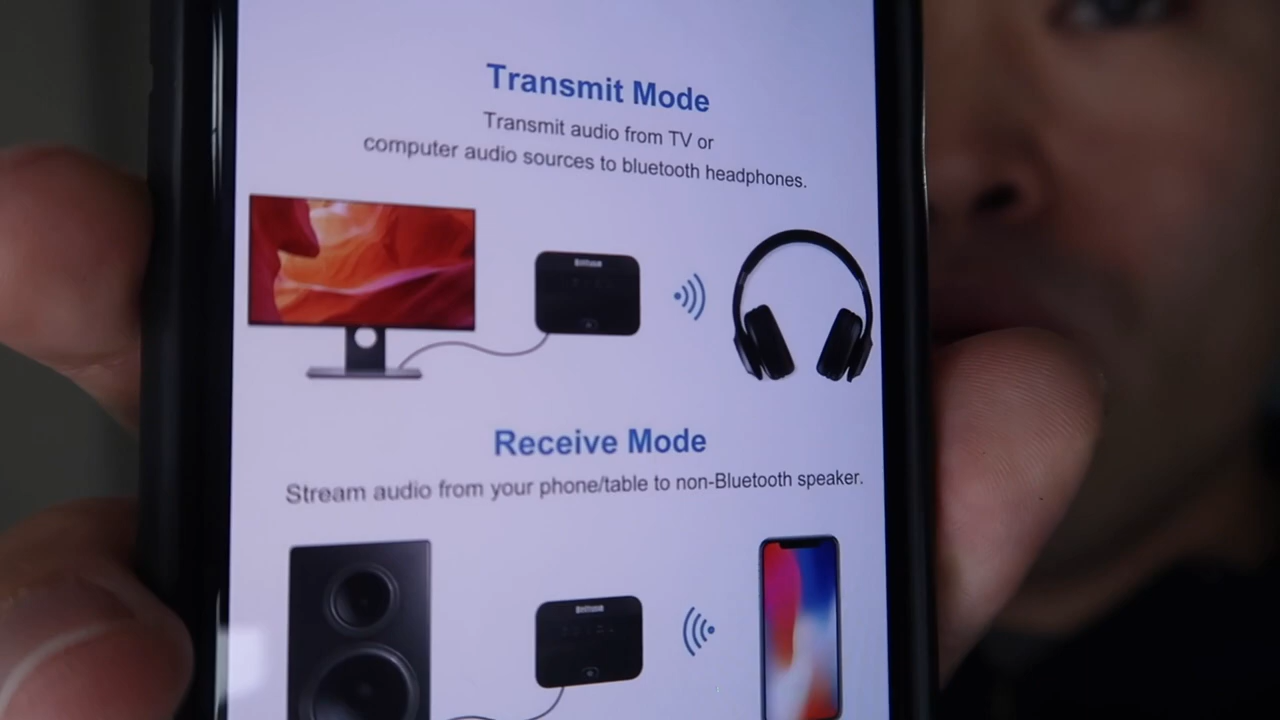 Transmit Mode
Transmit audio from TV or
computer audio sources to bluetooth headphones.
Receive Mode
Stream audio from your phone/table to non-Bluetooth speaker.